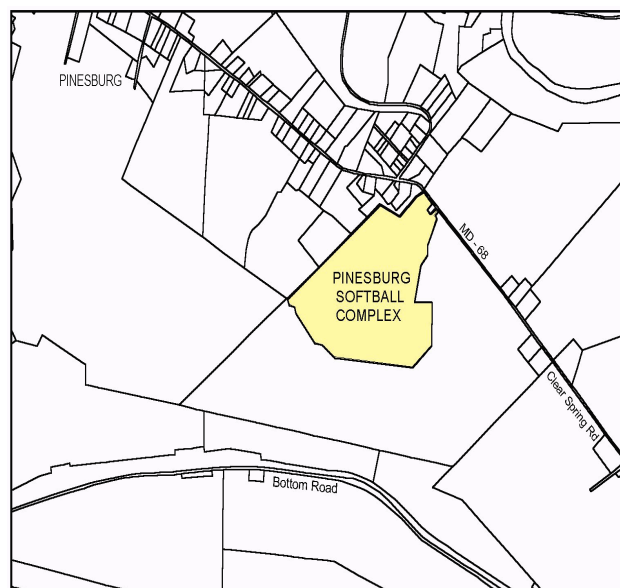 PINESBURG
MD - 68
PINESBURG
SOFTBALL
COMPLEX
Clear Spring Rd
Bottom Road